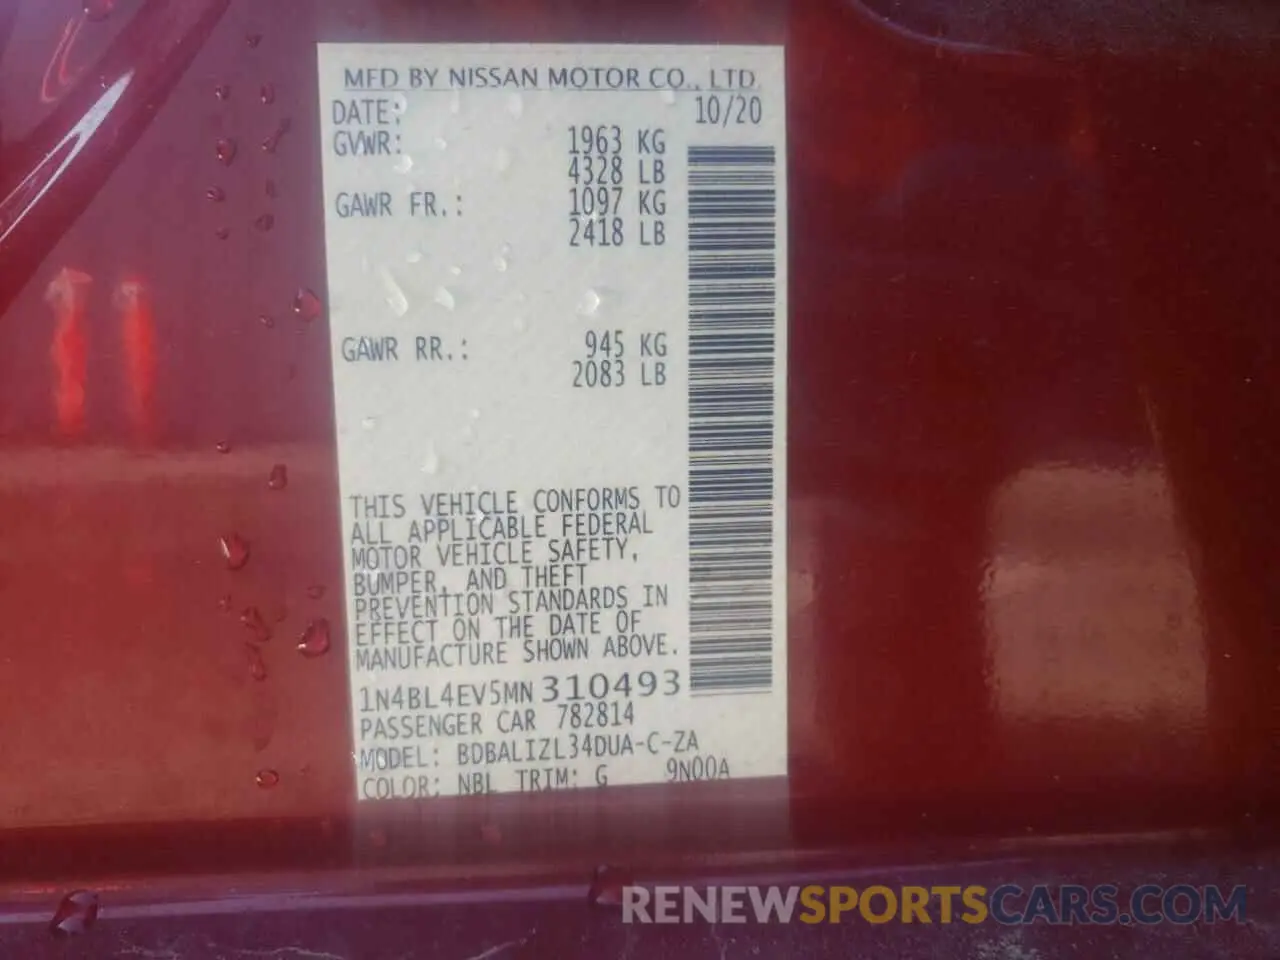 MFD BY NISSAN MOTOR CO., LTD.
DATE: 10/20
GVWR: 1963 KG
4328 LB
GAWR FR.: 1097 KG
2418 LB
GAWR RR.: 945 KG
2083 LB
THIS VEHICLE CONFORMS TO
ALL APPLICABLE FEDERAL
MOTOR VEHICLE SAFETY,
BUMPER, AND THEFT
PREVENTION STANDARDS IN
EFFECT ON THE DATE OF
MANUFACTURE SHOWN ABOVE.
1N4BL4EV5MN310493
PASSENGER CAR 782814
MODEL: BDBALIZL34DUA-C-ZA
COLOR: NBL TRIM: G 9N00A
RENEWSPORTSCARS.COM